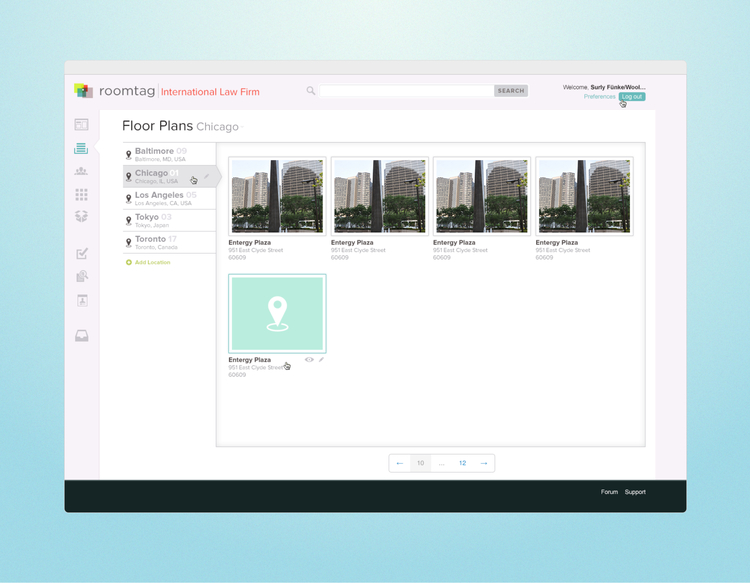 roomtag International Law Firm
SEARCH
Welcome, Surly Fünke/Wool...
Preferences Log out
Floor Plans Chicago
Baltimore 09
Baltimore, MD, USA
Chicago 01
Chicago, IL, USA
Los Angeles 05
Los Angeles, CA, USA
Tokyo 03
Tokyo, Japan
Toronto 17
Toronto, Canada
Add Location
Entergy Plaza
951 East Clyde Street
60609
Entergy Plaza
951 East Clyde Street
60609
Entergy Plaza
951 East Clyde Street
60609
Entergy Plaza
951 East Clyde Street
60609
Entergy Plaza
951 East Clyde Street
60609
← 10 ... 12 →
Forum Support